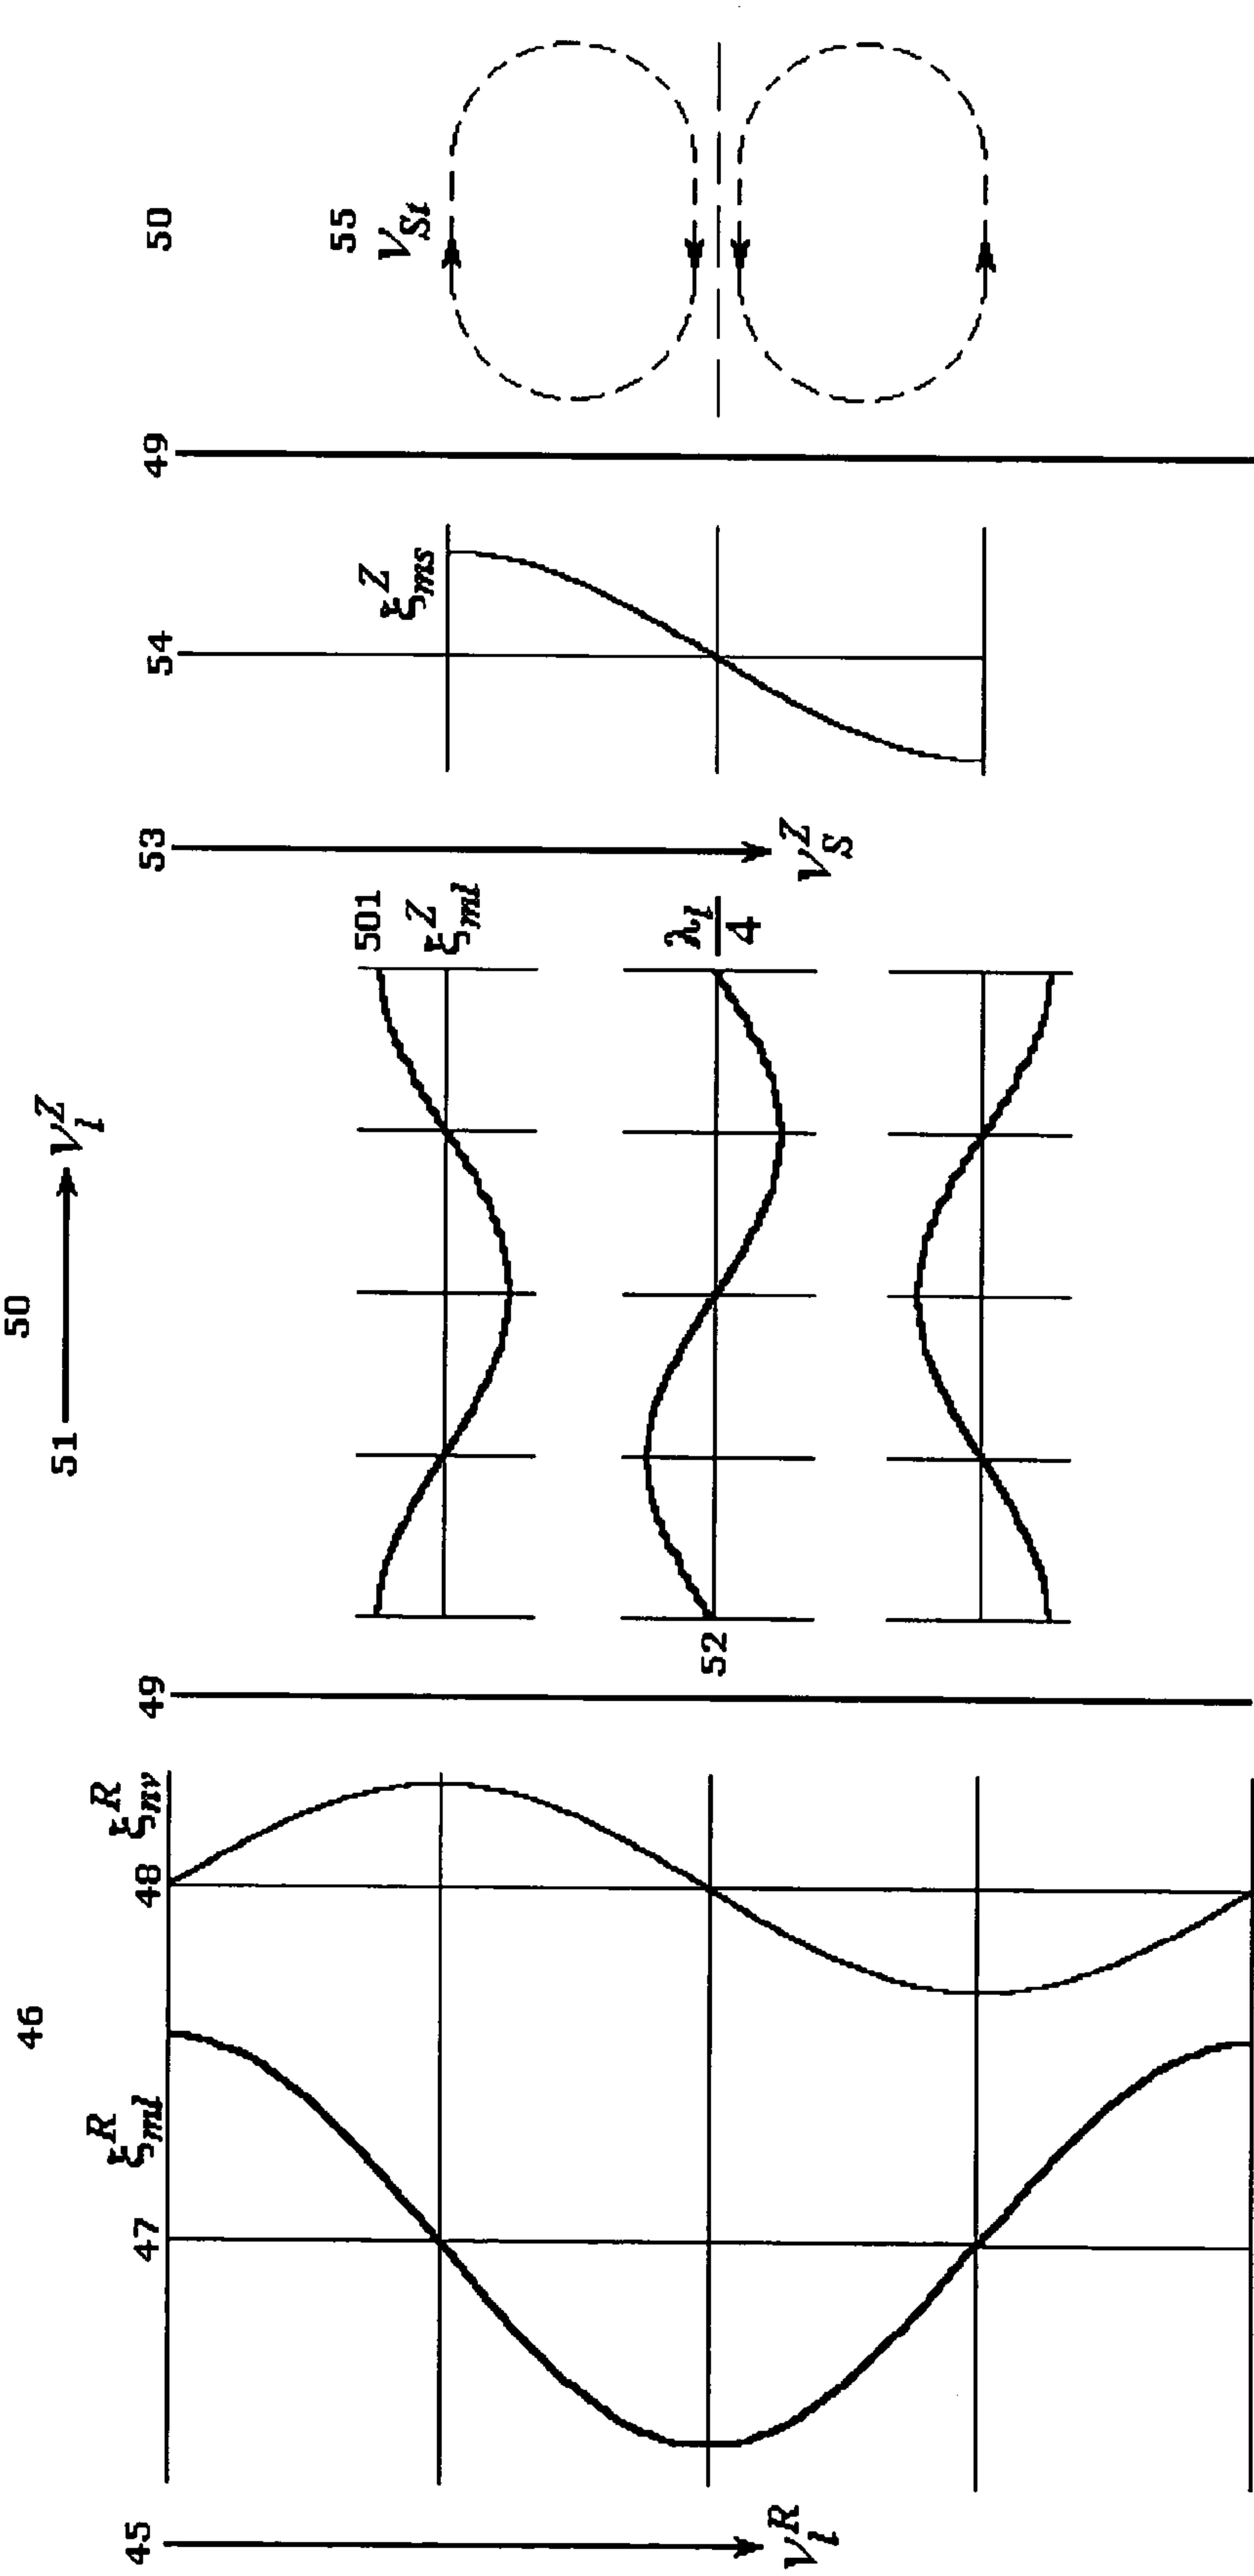 50
51
V_l^Z
50
55
V_St
49
54
ξ_ms^Z
53
V_S^Z
501
ξ_ml^Z
λ_l/4
52
49
46
48
ξ_nv^R
47
ξ_ml^R
45
V_l^R